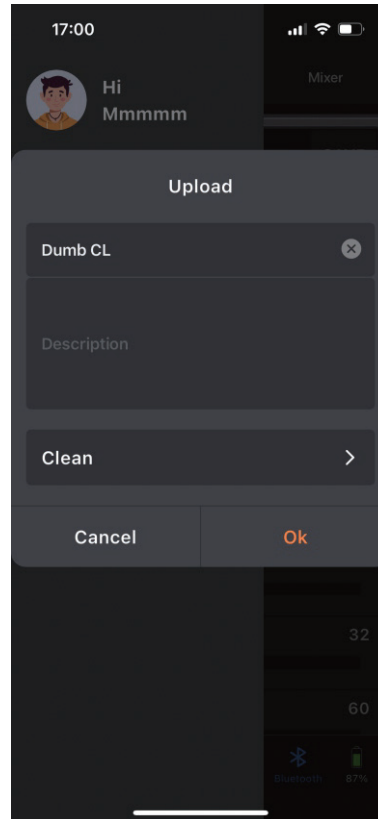 17:00
Hi
Mmmmm
Mixer
Upload
Dumb CL
Description
Clean
Cancel
Ok
32
60
Bluetooth
87%